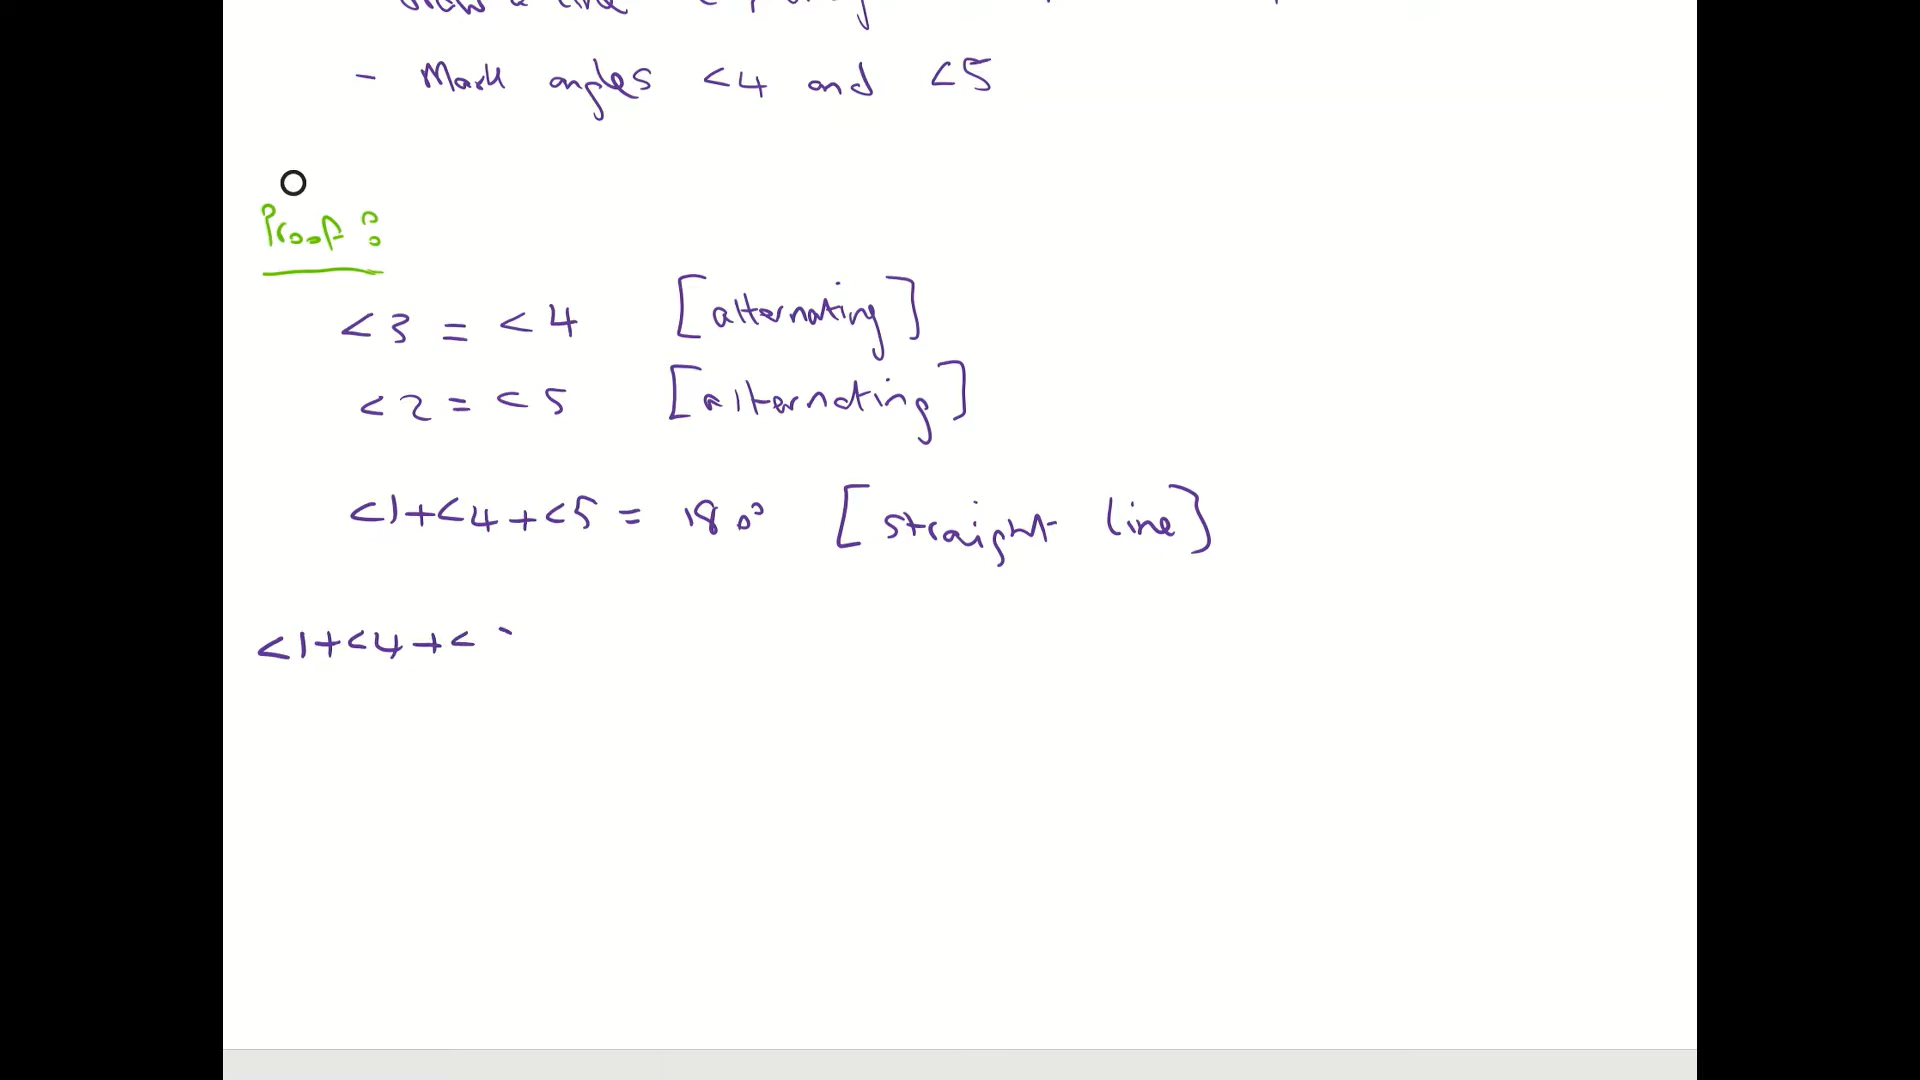 a line
- Mark angles <4 and <5
Proof :
<3 = <4 [alternating]
<2 = <5 [alternating]
<1+<4+<5 = 180° [straight line]
<1+<4+<